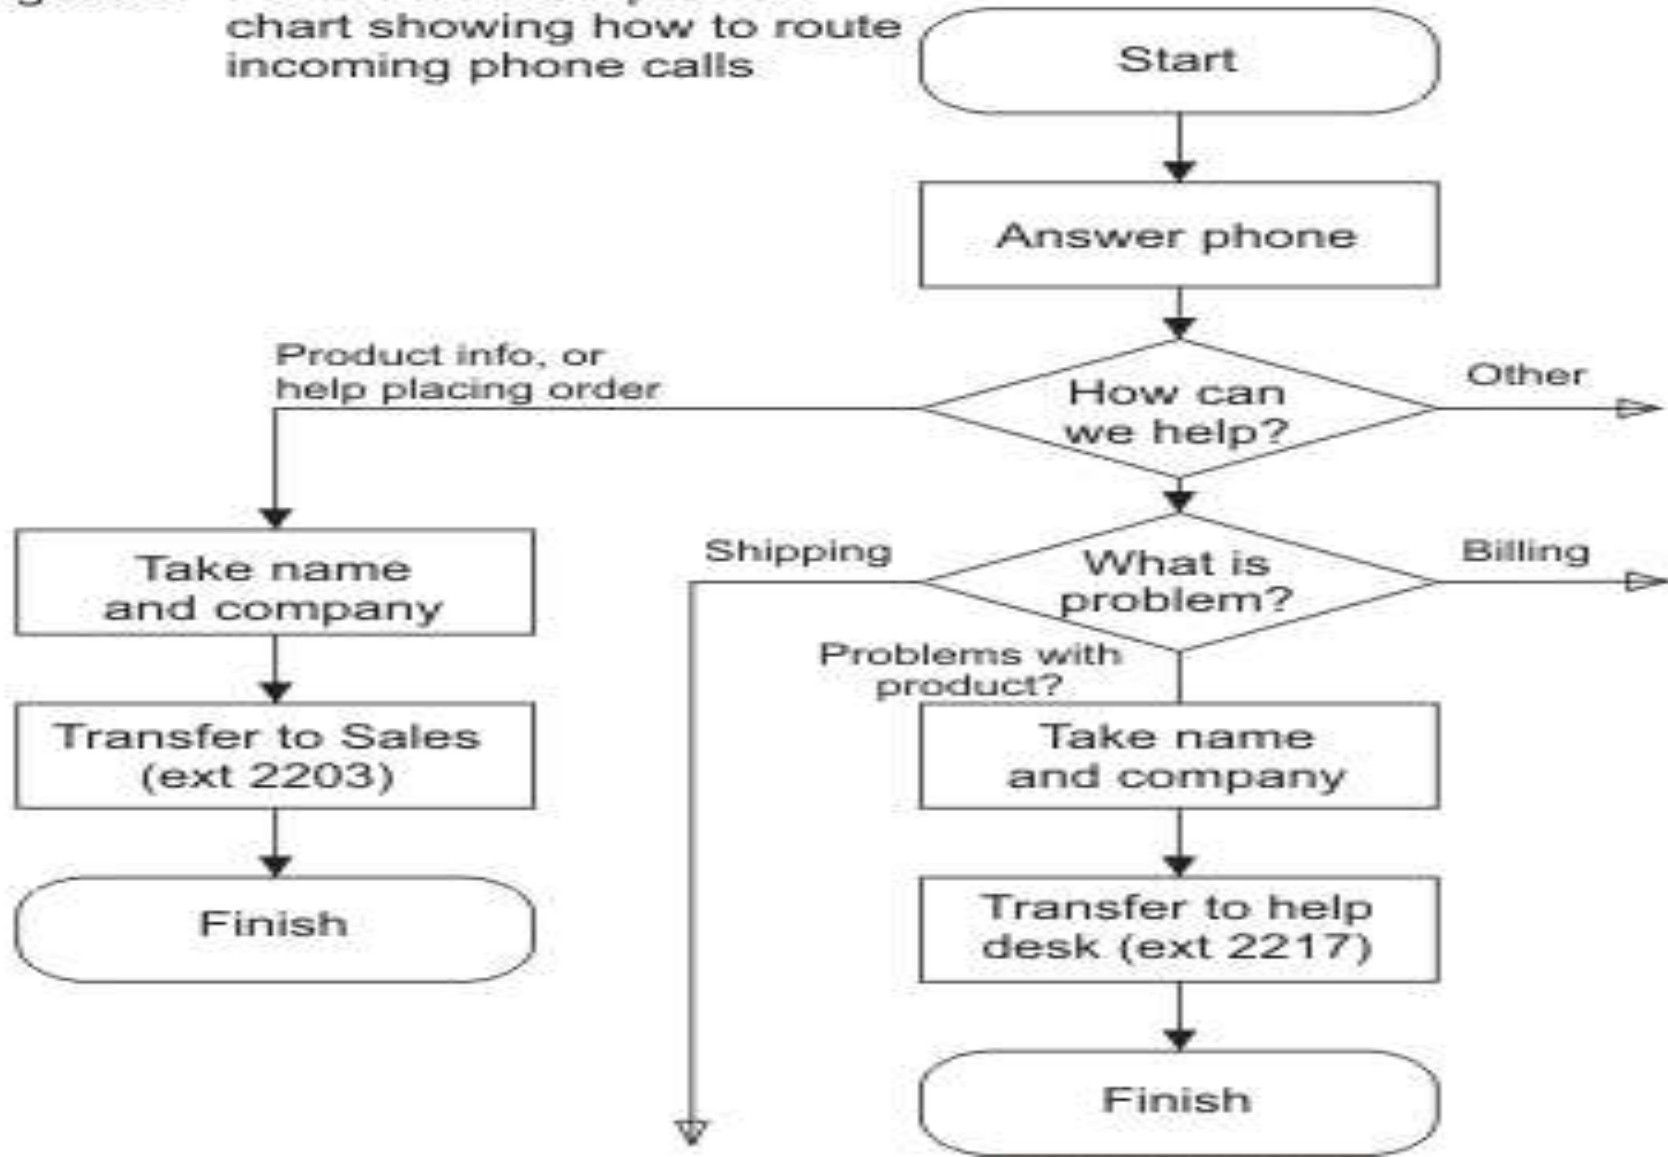 chart showing how to route
incoming phone calls
Start
Answer phone
How can
we help?
Other
Product info, or
help placing order
Take name
and company
Transfer to Sales
(ext 2203)
Finish
What is
problem?
Shipping
Billing
Problems with
product?
Take name
and company
Transfer to help
desk (ext 2217)
Finish